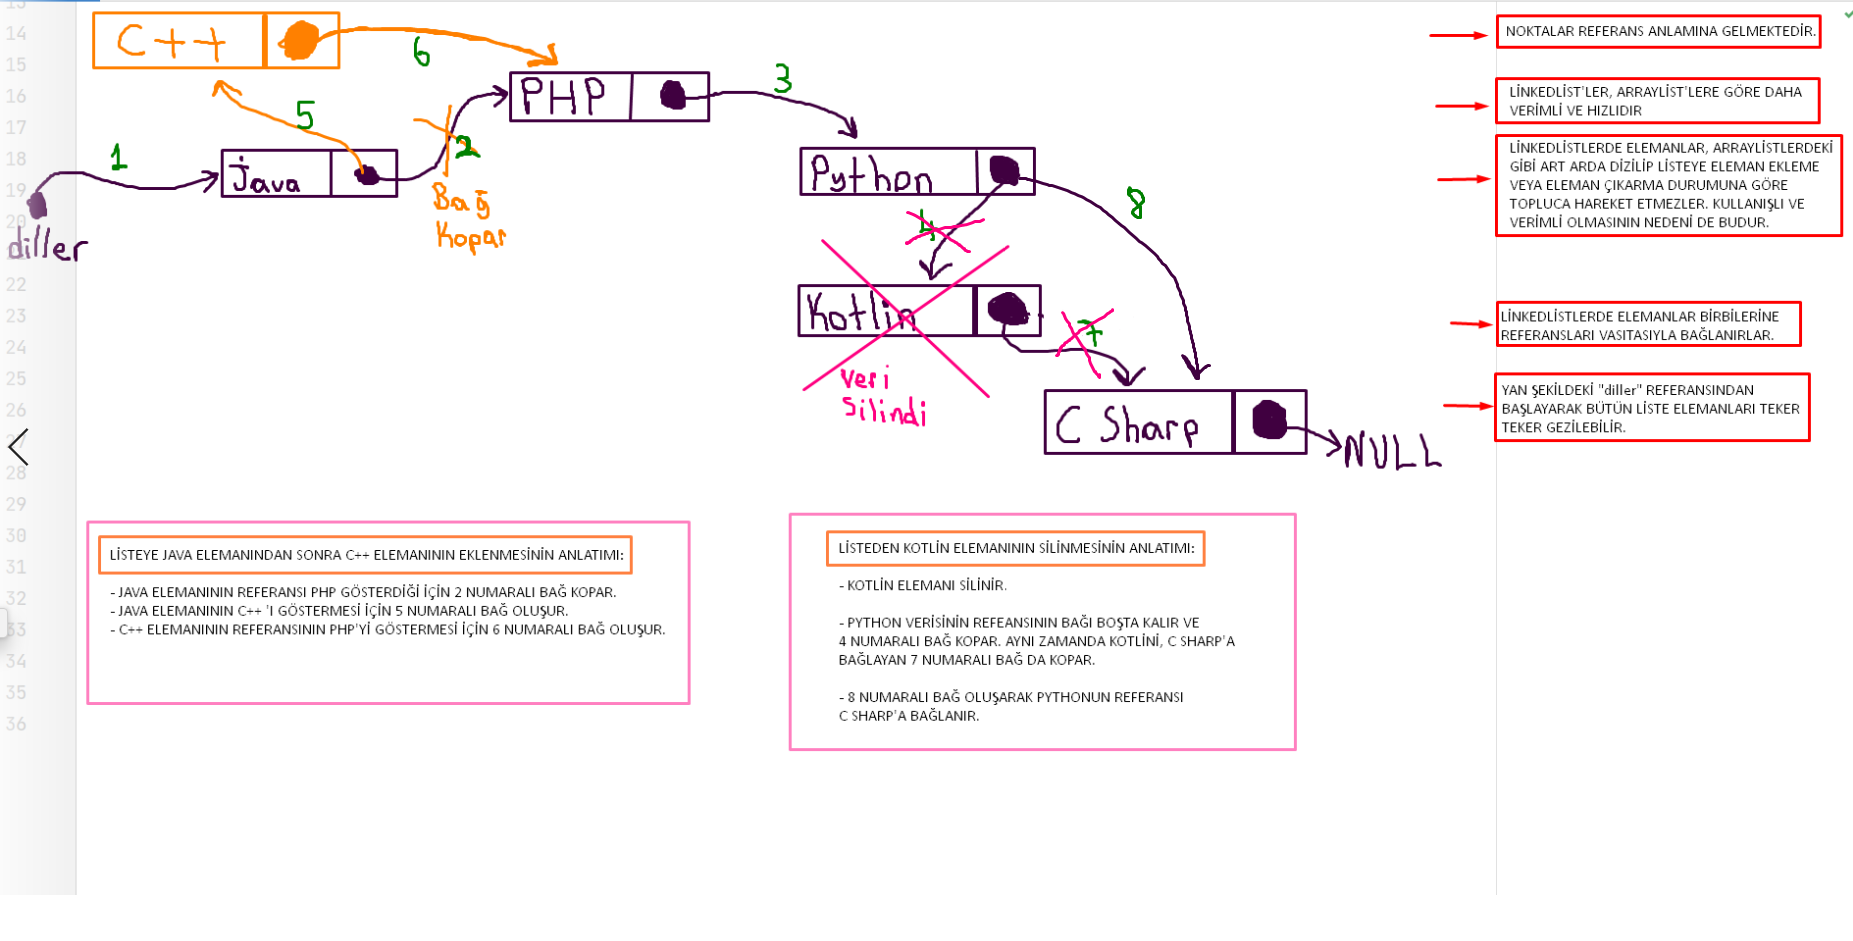 13
14
15
16
17
18
19
20
21
22
23
24
25
26
27
28
29
30
31
32
33
34
35
36
C++
6
PHP
3
5
2
1
java
Bağ
Kopar
diller
Python
8
4
Kotlin
7
veri
silindi
C Sharp
NULL
NOKTALAR REFERANS ANLAMINA GELMEKTEDİR.
LİNKEDLİST'LER, ARRAYLİST'LERE GÖRE DAHA
VERİMLİ VE HIZLIDIR
LİNKEDLİSTLERDE ELEMANLAR, ARRAYLİSTLERDEKİ
GİBİ ART ARDA DİZİLİP LİSTEYE ELEMAN EKLEME
VEYA ELEMAN ÇIKARMA DURUMUNA GÖRE
TOPLUCA HAREKET ETMEZLER. KULLANIŞLI VE
VERİMLİ OLMASININ NEDENİ DE BUDUR.
LİNKEDLİSTLERDE ELEMANLAR BİRBİLERİNE
REFERANSLARI VASITASIYLA BAĞLANIRLAR.
YAN ŞEKİLDEKİ "diller" REFERANSINDAN
BAŞLAYARAK BÜTÜN LİSTE ELEMANLARI TEKER
TEKER GEZİLEBİLİR.
LİSTEYE JAVA ELEMANINDAN SONRA C++ ELEMANININ EKLENMESİNİN ANLATIMI:
- JAVA ELEMANININ REFERANSI PHP GÖSTERDİĞİ İÇİN 2 NUMARALI BAĞ KOPAR.
- JAVA ELEMANININ C++ 'I GÖSTERMESİ İÇİN 5 NUMARALI BAĞ OLUŞUR.
- C++ ELEMANININ REFERANSININ PHP'Yİ GÖSTERMESİ İÇİN 6 NUMARALI BAĞ OLUŞUR.
LİSTEDEN KOTLİN ELEMANININ SİLİNMESİNİN ANLATIMI:
- KOTLİN ELEMANI SİLİNİR.
- PYTHON VERİSİNİN REFEANSININ BAĞI BOŞTA KALIR VE
4 NUMARALI BAĞ KOPAR. AYNI ZAMANDA KOTLİNİ, C SHARP'A
BAĞLAYAN 7 NUMARALI BAĞ DA KOPAR.
- 8 NUMARALI BAĞ OLUŞARAK PYTHONUN REFERANSI
C SHARP'A BAĞLANIR.